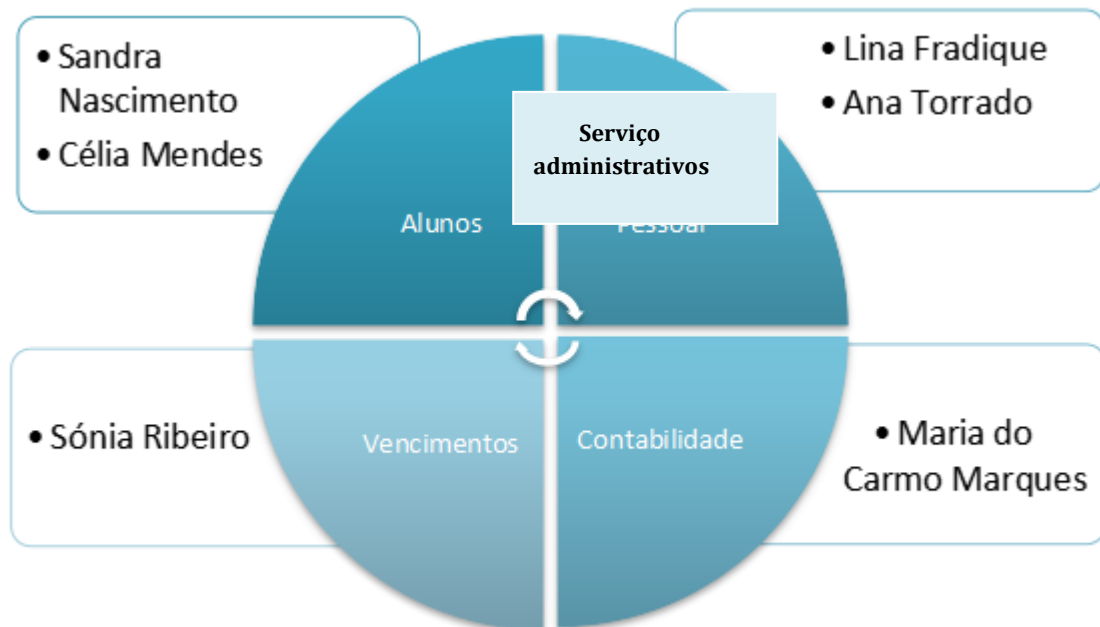 • Sandra
Nascimento
• Célia Mendes
• Lina Fradique
• Ana Torrado
Serviço
administrativos
Alunos
Pessoal
• Sónia Ribeiro
Vencimentos
Contabilidade
• Maria do
Carmo Marques